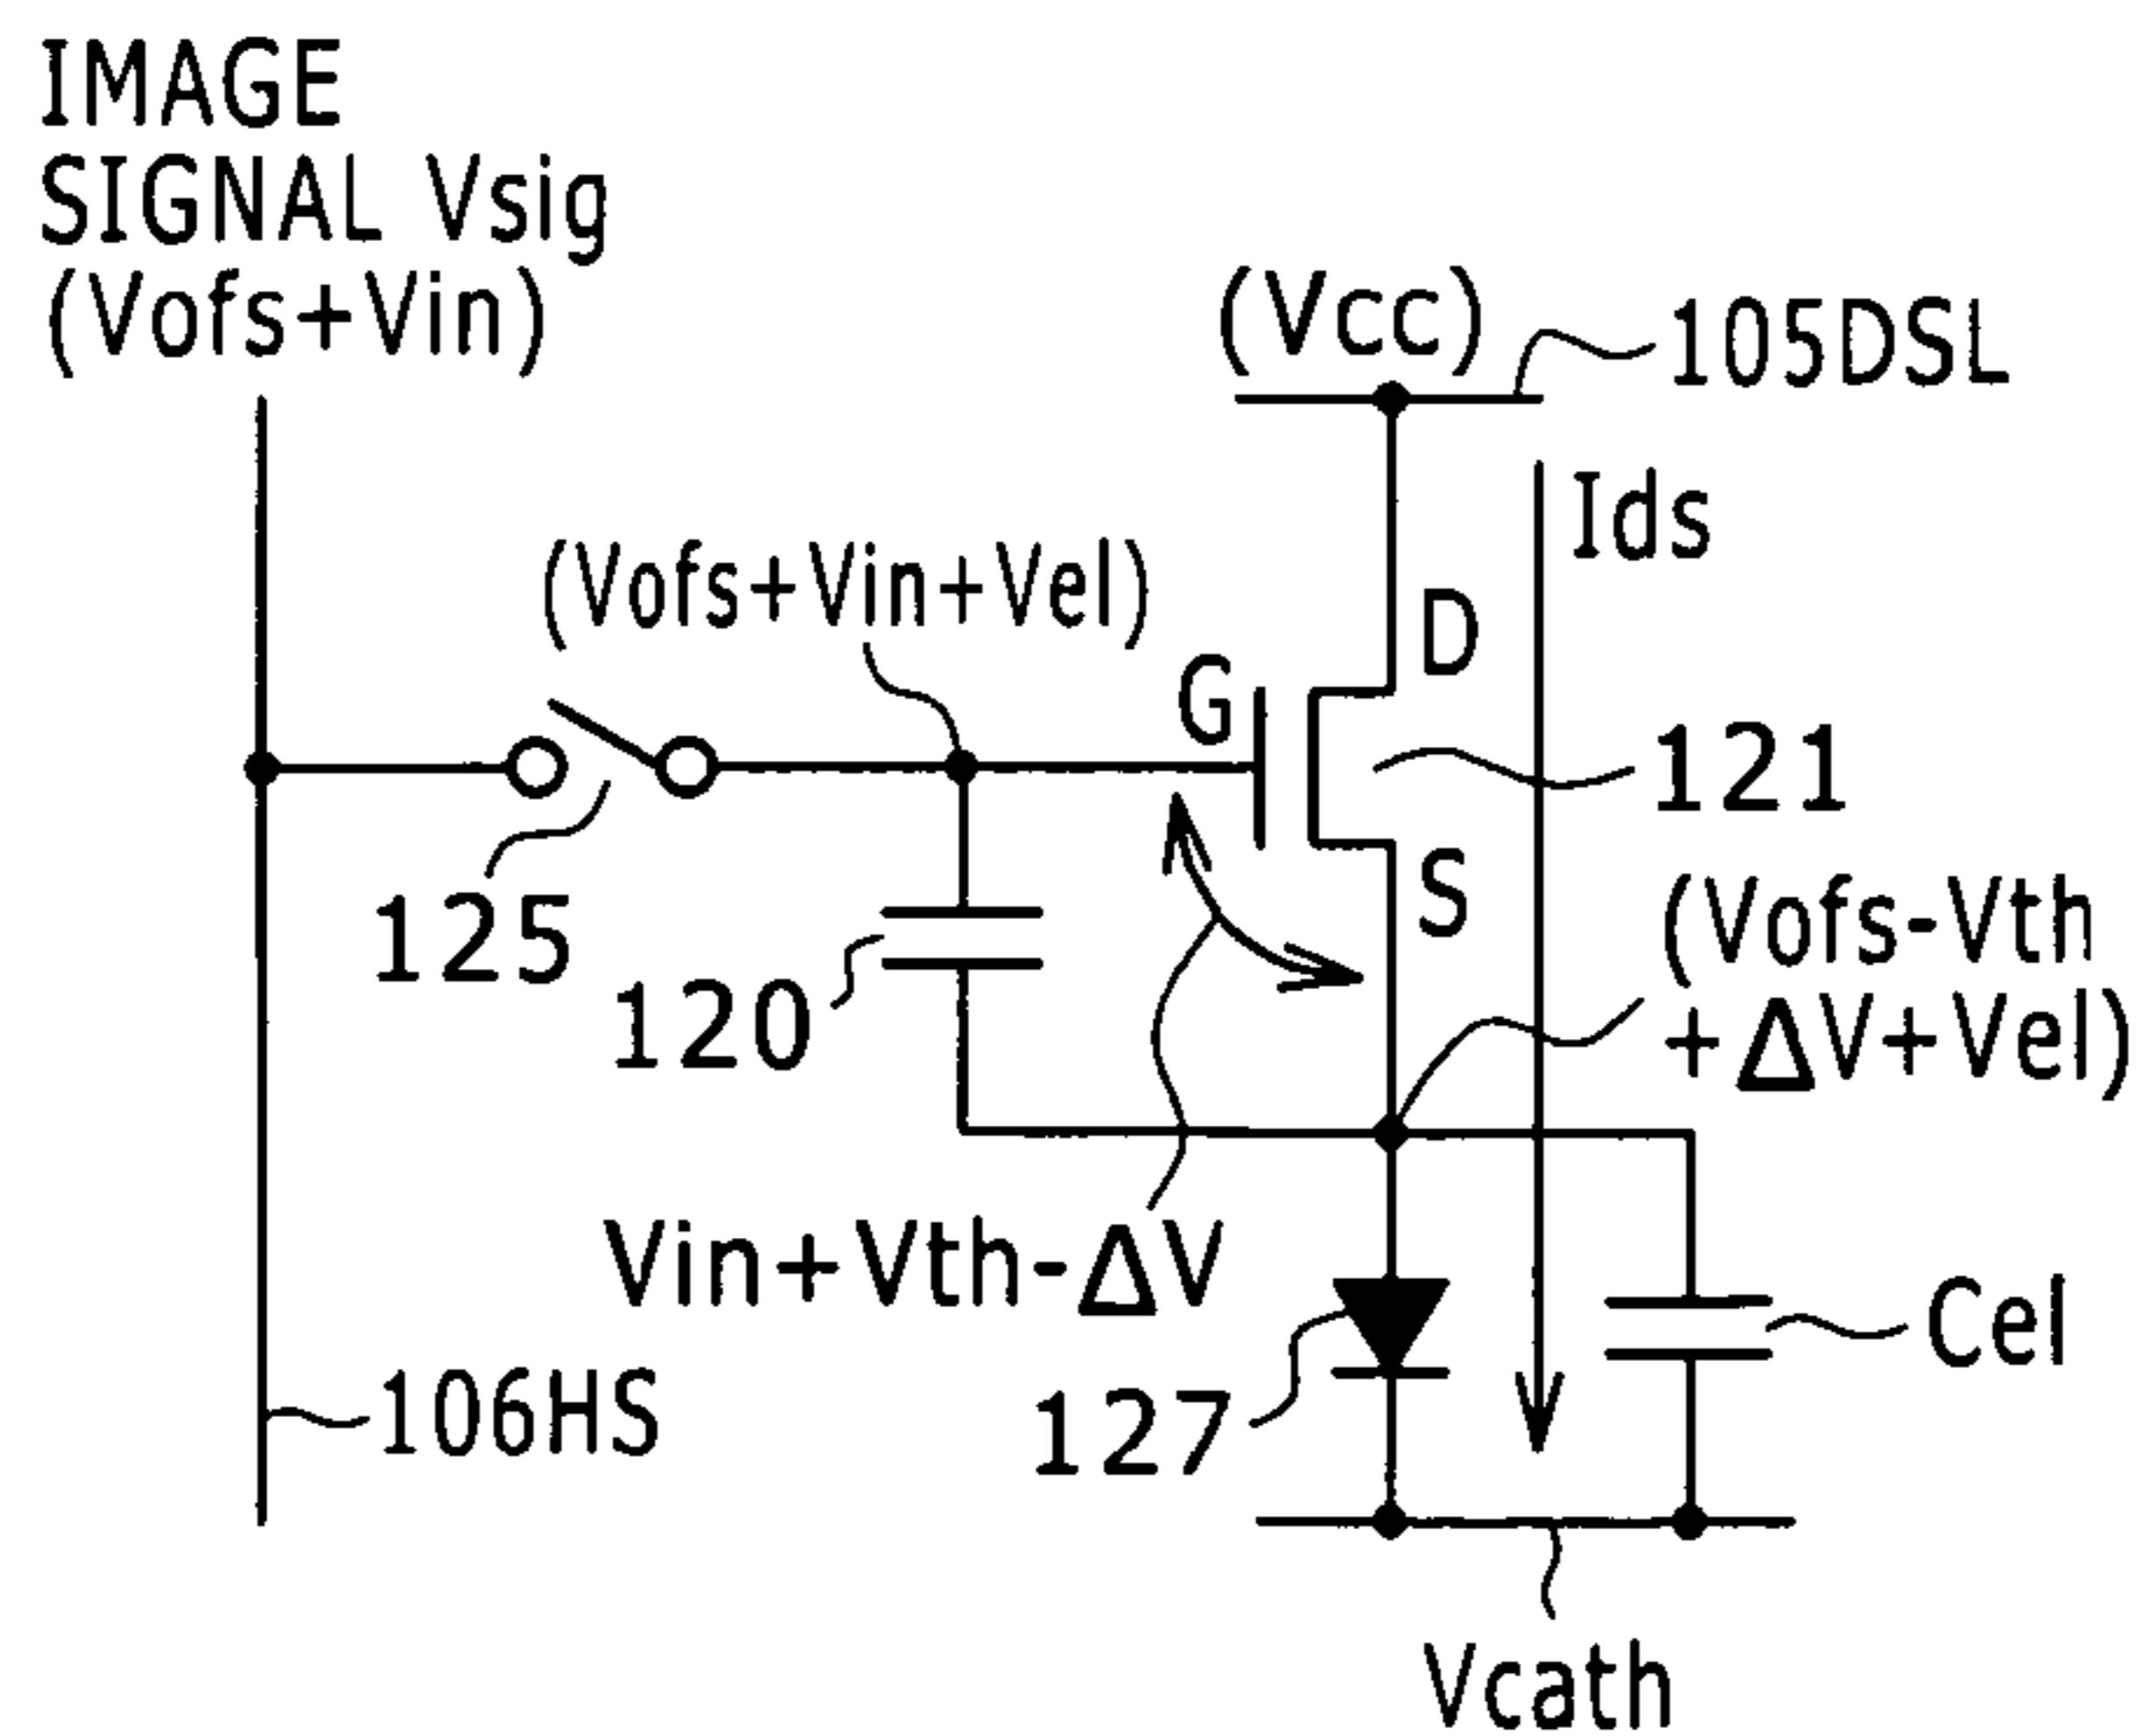 IMAGE
SIGNAL Vsig
(Vofs+Vin)
(Vcc)
105DSL
Ids
(Vofs+Vin+Vel)
D
G
121
S
125
120
(Vofs-Vth
+ΔV+Vel)
Vin+Vth-ΔV
Cel
106HS
127
Vcath